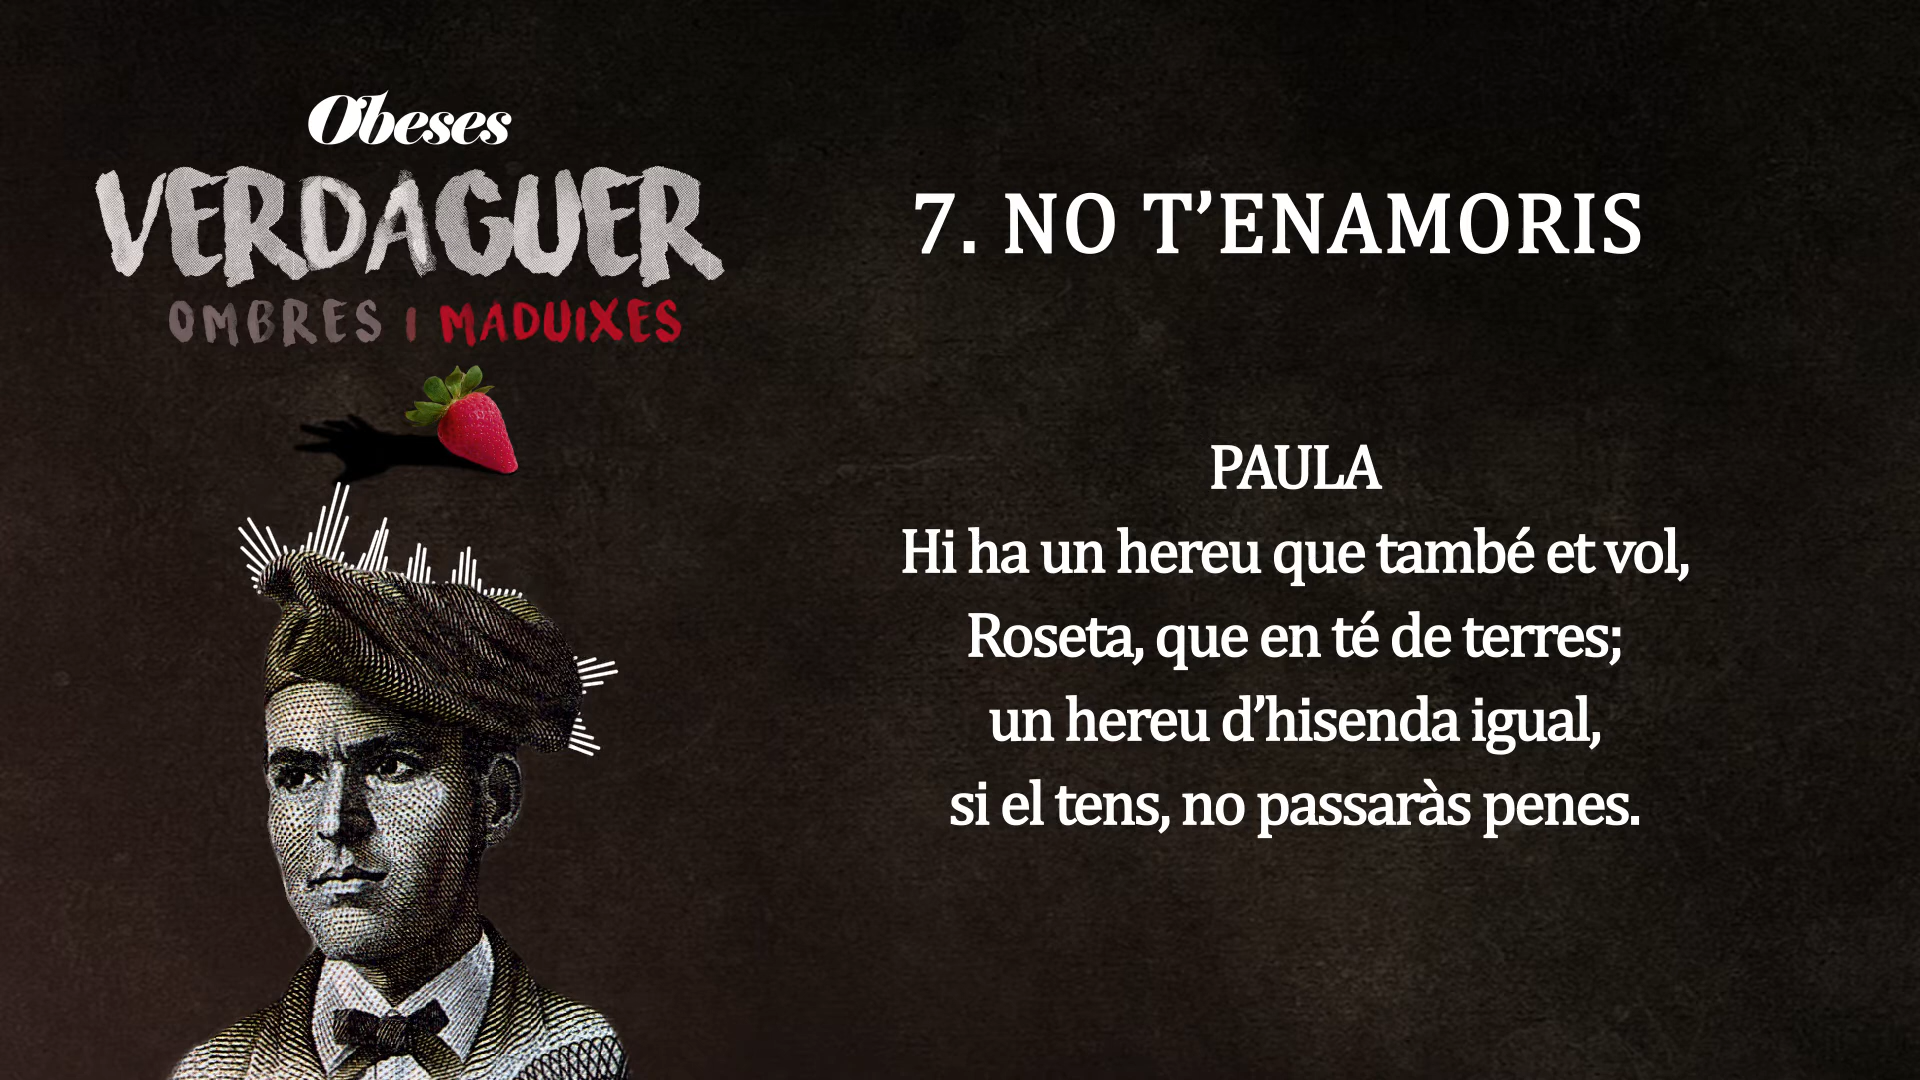 Obeses
VERDAGUER
OMBRES I MADUIXES
7. NO T’ENAMORIS
PAULA
Hi ha un hereu que també et vol,
Roseta, que en té de terres;
un hereu d’hisenda igual,
si el tens, no passaràs penes.